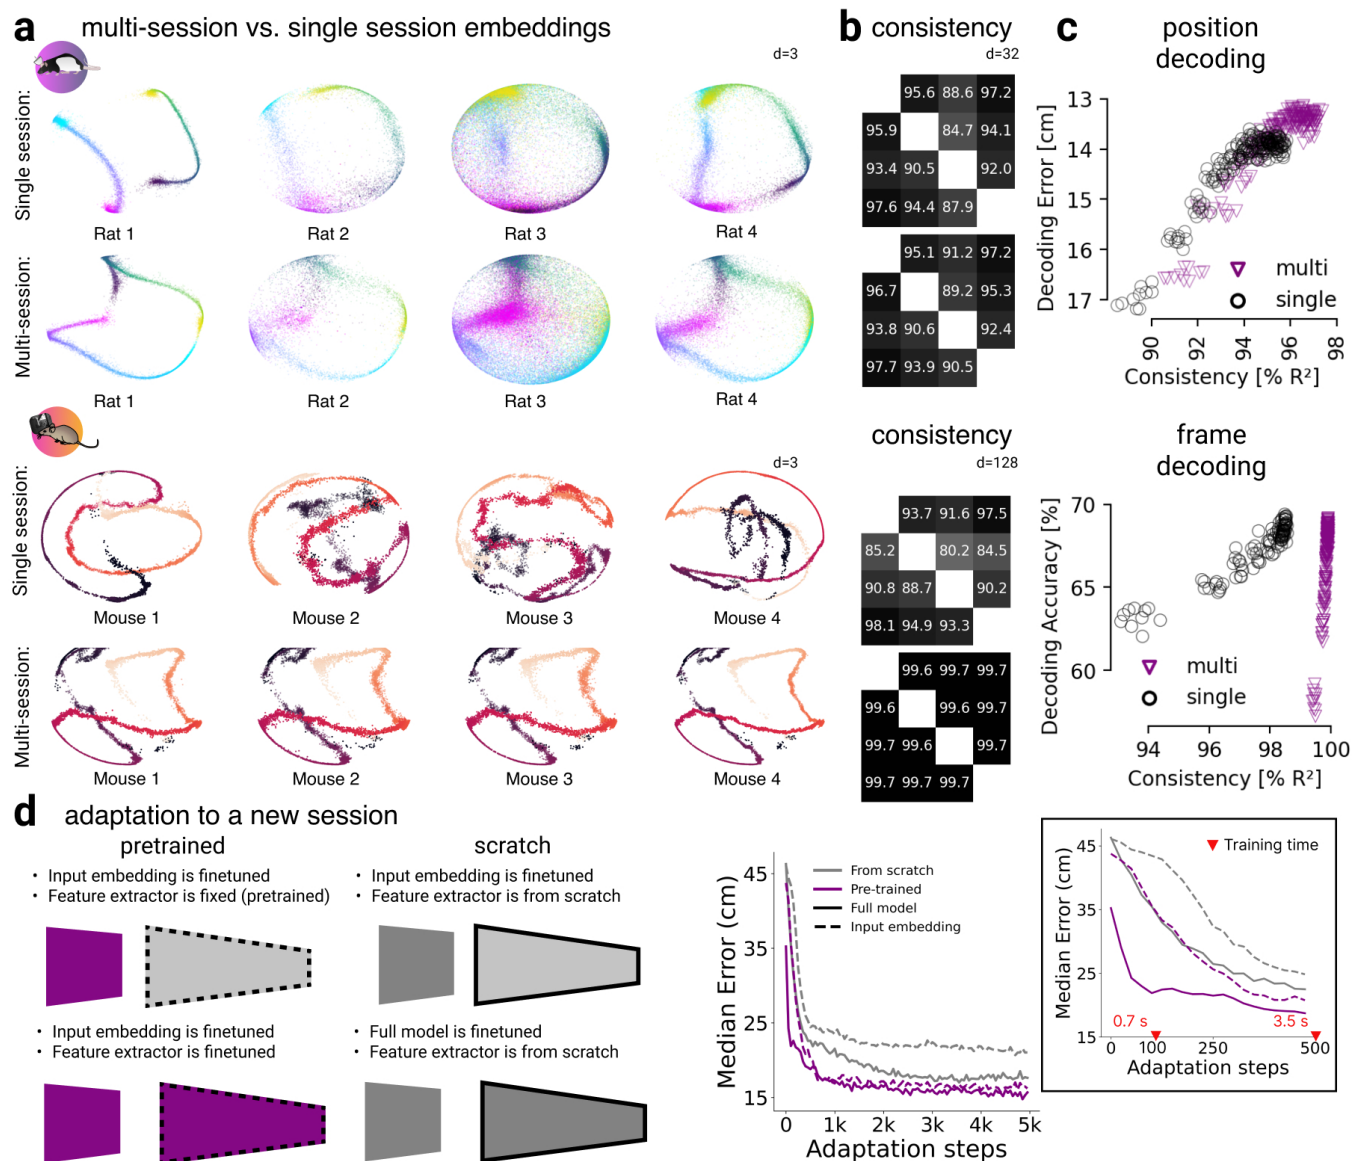 a multi-session vs. single session embeddings
d=3
Single session:
Rat 1 Rat 2 Rat 3 Rat 4
Multi-session:
Rat 1 Rat 2 Rat 3 Rat 4
d=3
Single session:
Mouse 1 Mouse 2 Mouse 3 Mouse 4
Multi-session:
Mouse 1 Mouse 2 Mouse 3 Mouse 4
b consistency
d=32
95.6 88.6 97.2
95.9 84.7 94.1
93.4 90.5 92.0
97.6 94.4 87.9
95.1 91.2 97.2
96.7 89.2 95.3
93.8 90.6 92.4
97.7 93.9 90.5
consistency
d=128
93.7 91.6 97.5
85.2 80.2 84.5
90.8 88.7 90.2
98.1 94.9 93.3
99.6 99.7 99.7
99.6 99.6 99.7
99.7 99.6 99.7
99.7 99.7 99.7
c position
decoding
Decoding Error [cm]
13
14
15
16
17
multi
single
90 92 94 96 98
Consistency [% R²]
frame
decoding
Decoding Accuracy [%]
70
65
60
multi
single
94 96 98 100
Consistency [% R²]
d adaptation to a new session
pretrained
• Input embedding is finetuned
• Feature extractor is fixed (pretrained)
• Input embedding is finetuned
• Feature extractor is finetuned
scratch
• Input embedding is finetuned
• Feature extractor is from scratch
• Full model is finetuned
• Feature extractor is from scratch
Median Error (cm)
45
35
25
15
From scratch
Pre-trained
Full model
Input embedding
0 1k 2k 3k 4k 5k
Adaptation steps
Median Error (cm)
45
35
25
15
Training time
0.7 s 3.5 s
0 100 250 500
Adaptation steps